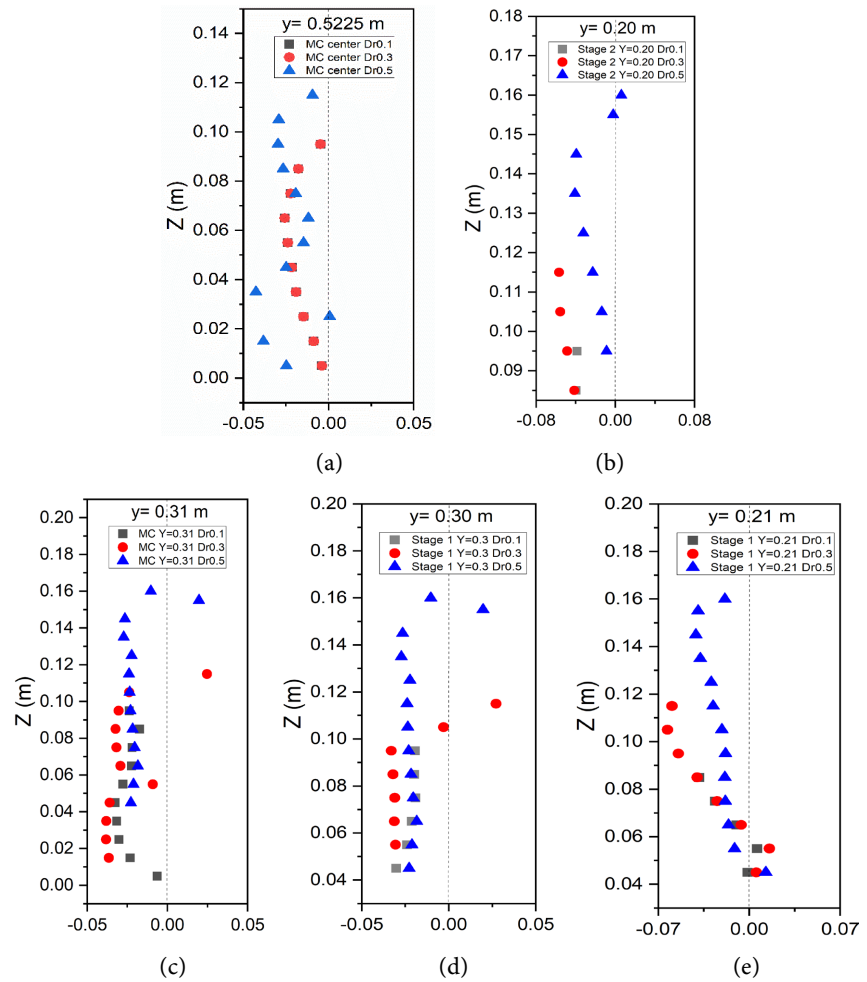 y= 0.5225 m
MC center Dr0.1
MC center Dr0.3
MC center Dr0.5
Z (m)
0.14
0.12
0.10
0.08
0.06
0.04
0.02
0.00
-0.05
0.00
0.05
(a)
y= 0.20 m
Stage 2 Y=0.20 Dr0.1
Stage 2 Y=0.20 Dr0.3
Stage 2 Y=0.20 Dr0.5
Z (m)
0.18
0.17
0.16
0.15
0.14
0.13
0.12
0.11
0.10
0.09
-0.08
0.00
0.08
(b)
y= 0.31 m
MC Y=0.31 Dr0.1
MC Y=0.31 Dr0.3
MC Y=0.31 Dr0.5
Z (m)
0.20
0.18
0.16
0.14
0.12
0.10
0.08
0.06
0.04
0.02
0.00
-0.05
0.00
0.05
(c)
y= 0.30 m
Stage 1 Y=0.3 Dr0.1
Stage 1 Y=0.3 Dr0.3
Stage 1 Y=0.3 Dr0.5
Z (m)
0.20
0.18
0.16
0.14
0.12
0.10
0.08
0.06
0.04
-0.05
0.00
0.05
(d)
y= 0.21 m
Stage 1 Y=0.21 Dr0.1
Stage 1 Y=0.21 Dr0.3
Stage 1 Y=0.21 Dr0.5
Z (m)
0.20
0.18
0.16
0.14
0.12
0.10
0.08
0.06
0.04
-0.07
0.00
0.07
(e)